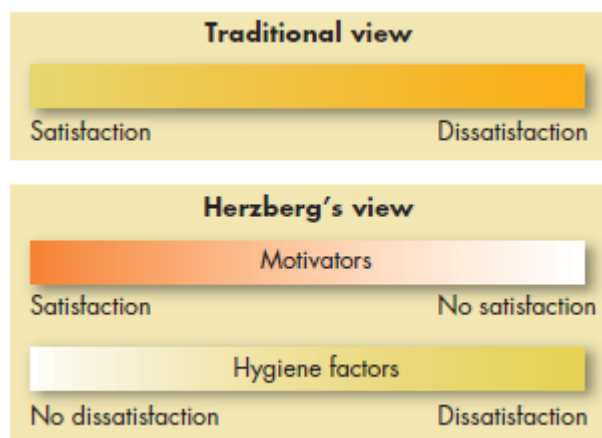 Traditional view
Satisfaction Dissatisfaction
Herzberg's view
Motivators
Satisfaction No satisfaction
Hygiene factors
No dissatisfaction Dissatisfaction